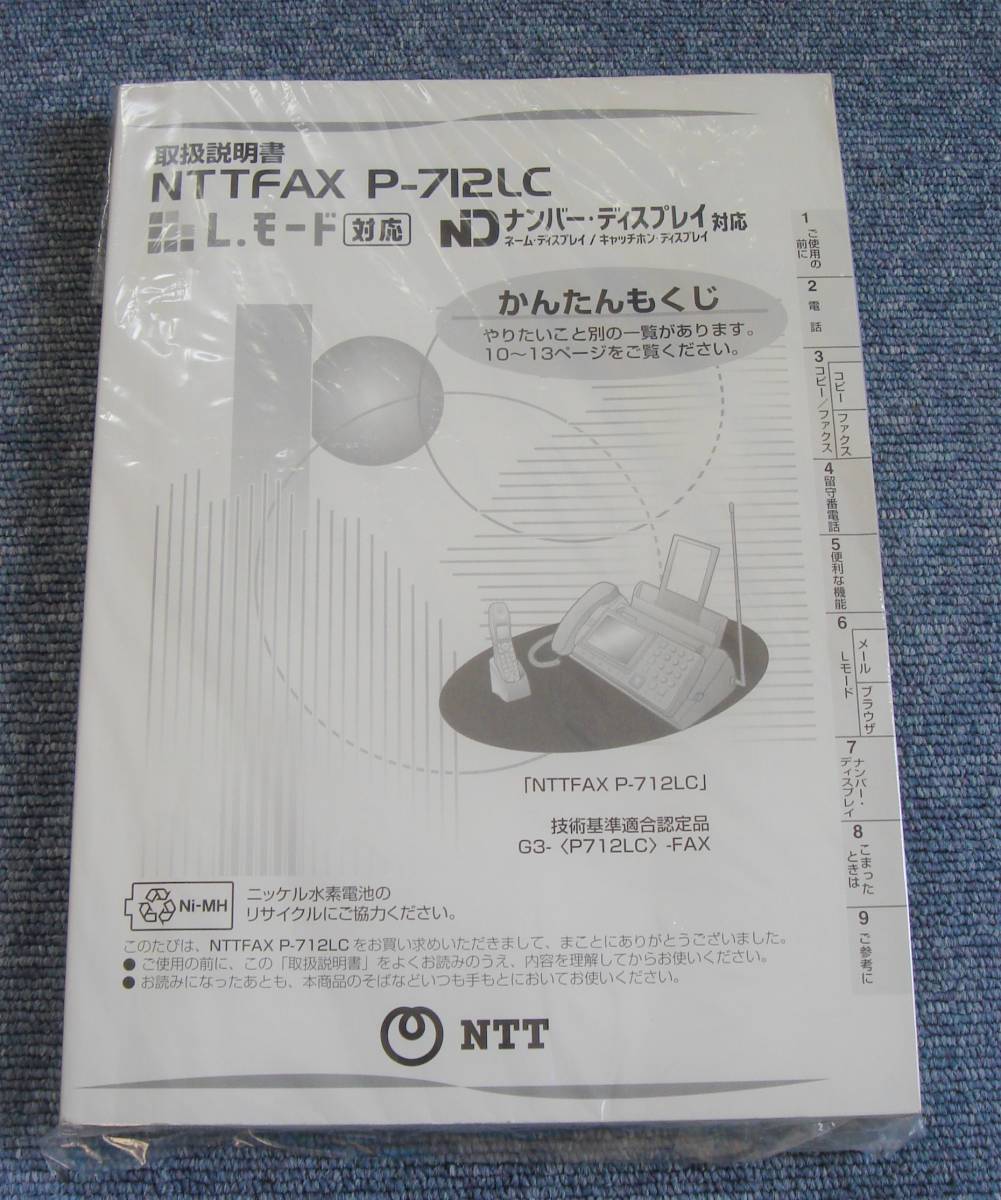 取扱説明書
NTTFAX P-712LC
L.モード 対応
ND ナンバー・ディスプレイ対応
ネーム・ディスプレイ / キャッチホン・ディスプレイ
かんたんもくじ
やりたいこと別の一覧があります。
10～13ページをご覧ください。
1
ご使用の
前に
2
電話
3
コピー／ファクス
コピー
ファクス
4
留守番電話
5
便利な機能
6
Lモード
メール
ブラウザ
7
ナンバー・
ディスプレイ
8
こまった
ときは
9
ご参考に
「NTTFAX P-712LC」
技術基準適合認定品
G3-〈P712LC〉-FAX
Ni-MH
ニッケル水素電池の
リサイクルにご協力ください。
このたびは、NTTFAX P-712LCをお買い求めいただきまして、まことにありがとうございました。
● ご使用の前に、この「取扱説明書」をよくお読みのうえ、内容を理解してからお使いください。
● お読みになったあとも、本商品のそばなどいつも手もとにおいてお使いください。
NTT